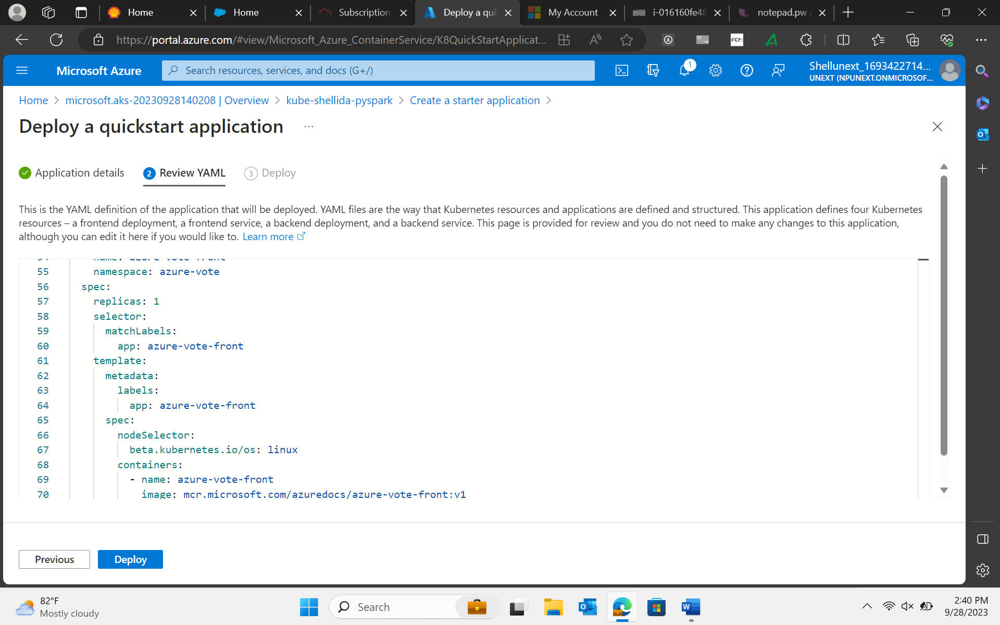 Home
Home
Subscription
Deploy a qui
My Account
i-016160fe48
notepad.pw
https://portal.azure.com/#view/Microsoft_Azure_ContainerService/K8QuickStartApplicat...
FCM
Microsoft Azure
Search resources, services, and docs (G+/)
1
Shellunext_1693422714...
UNEXT (NPUNEXT.ONMICROSOF...
Home > microsoft.aks-20230928140208 | Overview > kube-shellida-pyspark > Create a starter application >
Deploy a quickstart application ...
Application details
2 Review YAML
3 Deploy
This is the YAML definition of the application that will be deployed. YAML files are the way that Kubernetes resources and applications are defined and structured. This application defines four Kubernetes
resources – a frontend deployment, a frontend service, a backend deployment, and a backend service. This page is provided for review and you do not need to make any changes to this application,
although you can edit it here if you would like to. Learn more
54 name: azure-vote-front
55 namespace: azure-vote
56 spec:
57 replicas: 1
58 selector:
59 matchLabels:
60 app: azure-vote-front
61 template:
62 metadata:
63 labels:
64 app: azure-vote-front
65 spec:
66 nodeSelector:
67 beta.kubernetes.io/os: linux
68 containers:
69 - name: azure-vote-front
70 image: mcr.microsoft.com/azuredocs/azure-vote-front:v1
Previous
Deploy
82°F
Mostly cloudy
Search
2:40 PM
9/28/2023